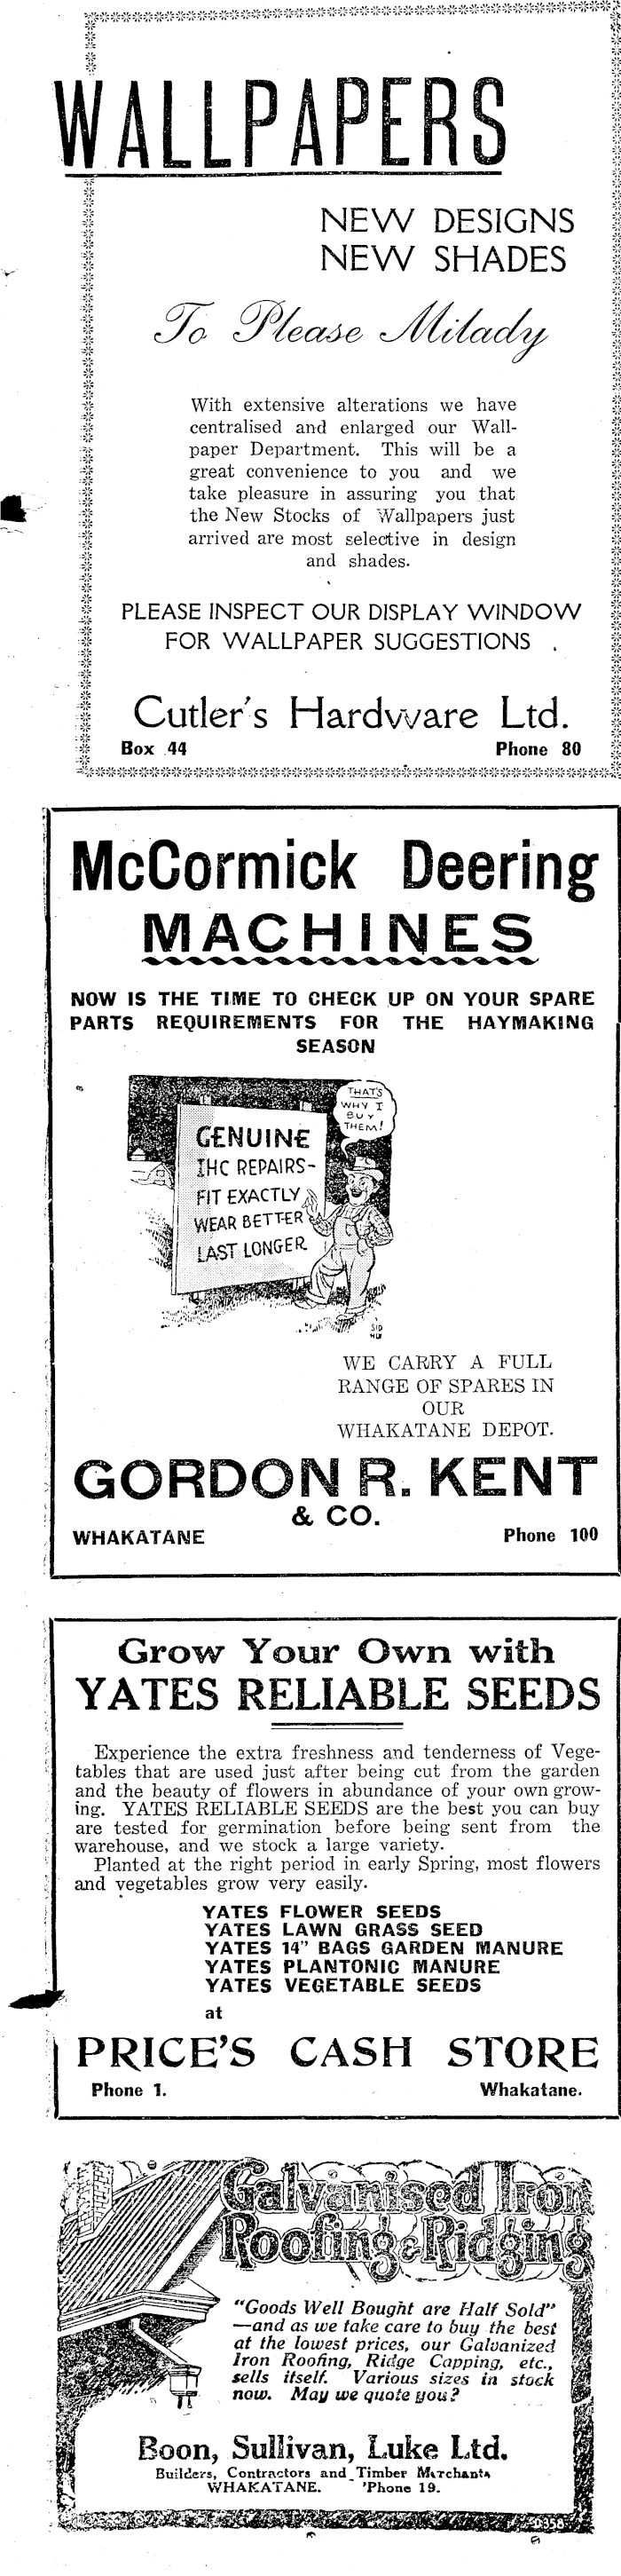 WALLPAPERS
NEW DESIGNS
NEW SHADES
To Please Milady
With extensive alterations we have
centralised and enlarged our Wall-
paper Department. This will be a
great convenience to you and we
take pleasure in assuring you that
the New Stocks of Wallpapers just
arrived are most selective in design
and shades.
PLEASE INSPECT OUR DISPLAY WINDOW
FOR WALLPAPER SUGGESTIONS .
Cutler's Hardware Ltd.
Box 44 Phone 80
McCormick Deering
MACHINES
NOW IS THE TIME TO CHECK UP ON YOUR SPARE
PARTS REQUIREMENTS FOR THE HAYMAKING
SEASON
THAT'S
WHY I
BUY
THEM!
GENUINE
IHC REPAIRS-
FIT EXACTLY
WEAR BETTER
LAST LONGER.
SID
WE CARRY A FULL
RANGE OF SPARES IN
OUR
WHAKATANE DEPOT.
GORDON R. KENT
& CO.
WHAKATANE Phone 100
Grow Your Own with
YATES RELIABLE SEEDS
Experience the extra freshness and tenderness of Vege-
tables that are used just after being cut from the garden
and the beauty of flowers in abundance of your own grow-
ing. YATES RELIABLE SEEDS are the best you can buy
are tested for germination before being sent from the
warehouse, and we stock a large variety.
Planted at the right period in early Spring, most flowers
and vegetables grow very easily.
YATES FLOWER SEEDS
YATES LAWN GRASS SEED
YATES 14" BAGS GARDEN MANURE
YATES PLANTONIC MANURE
YATES VEGETABLE SEEDS
at
PRICE'S CASH STORE
Phone 1. Whakatane.
Galvanised Iron
Roofing & Ridging
"Goods Well Bought are Half Sold"
—and as we take care to buy the best
at the lowest prices, our Galvanized
Iron Roofing, Ridge Capping, etc.,
sells itself. Various sizes in stock
now. May we quote you?
Boon, Sullivan, Luke Ltd.
Builders, Contractors and Timber Merchants
WHAKATANE. 'Phone 19.
D358